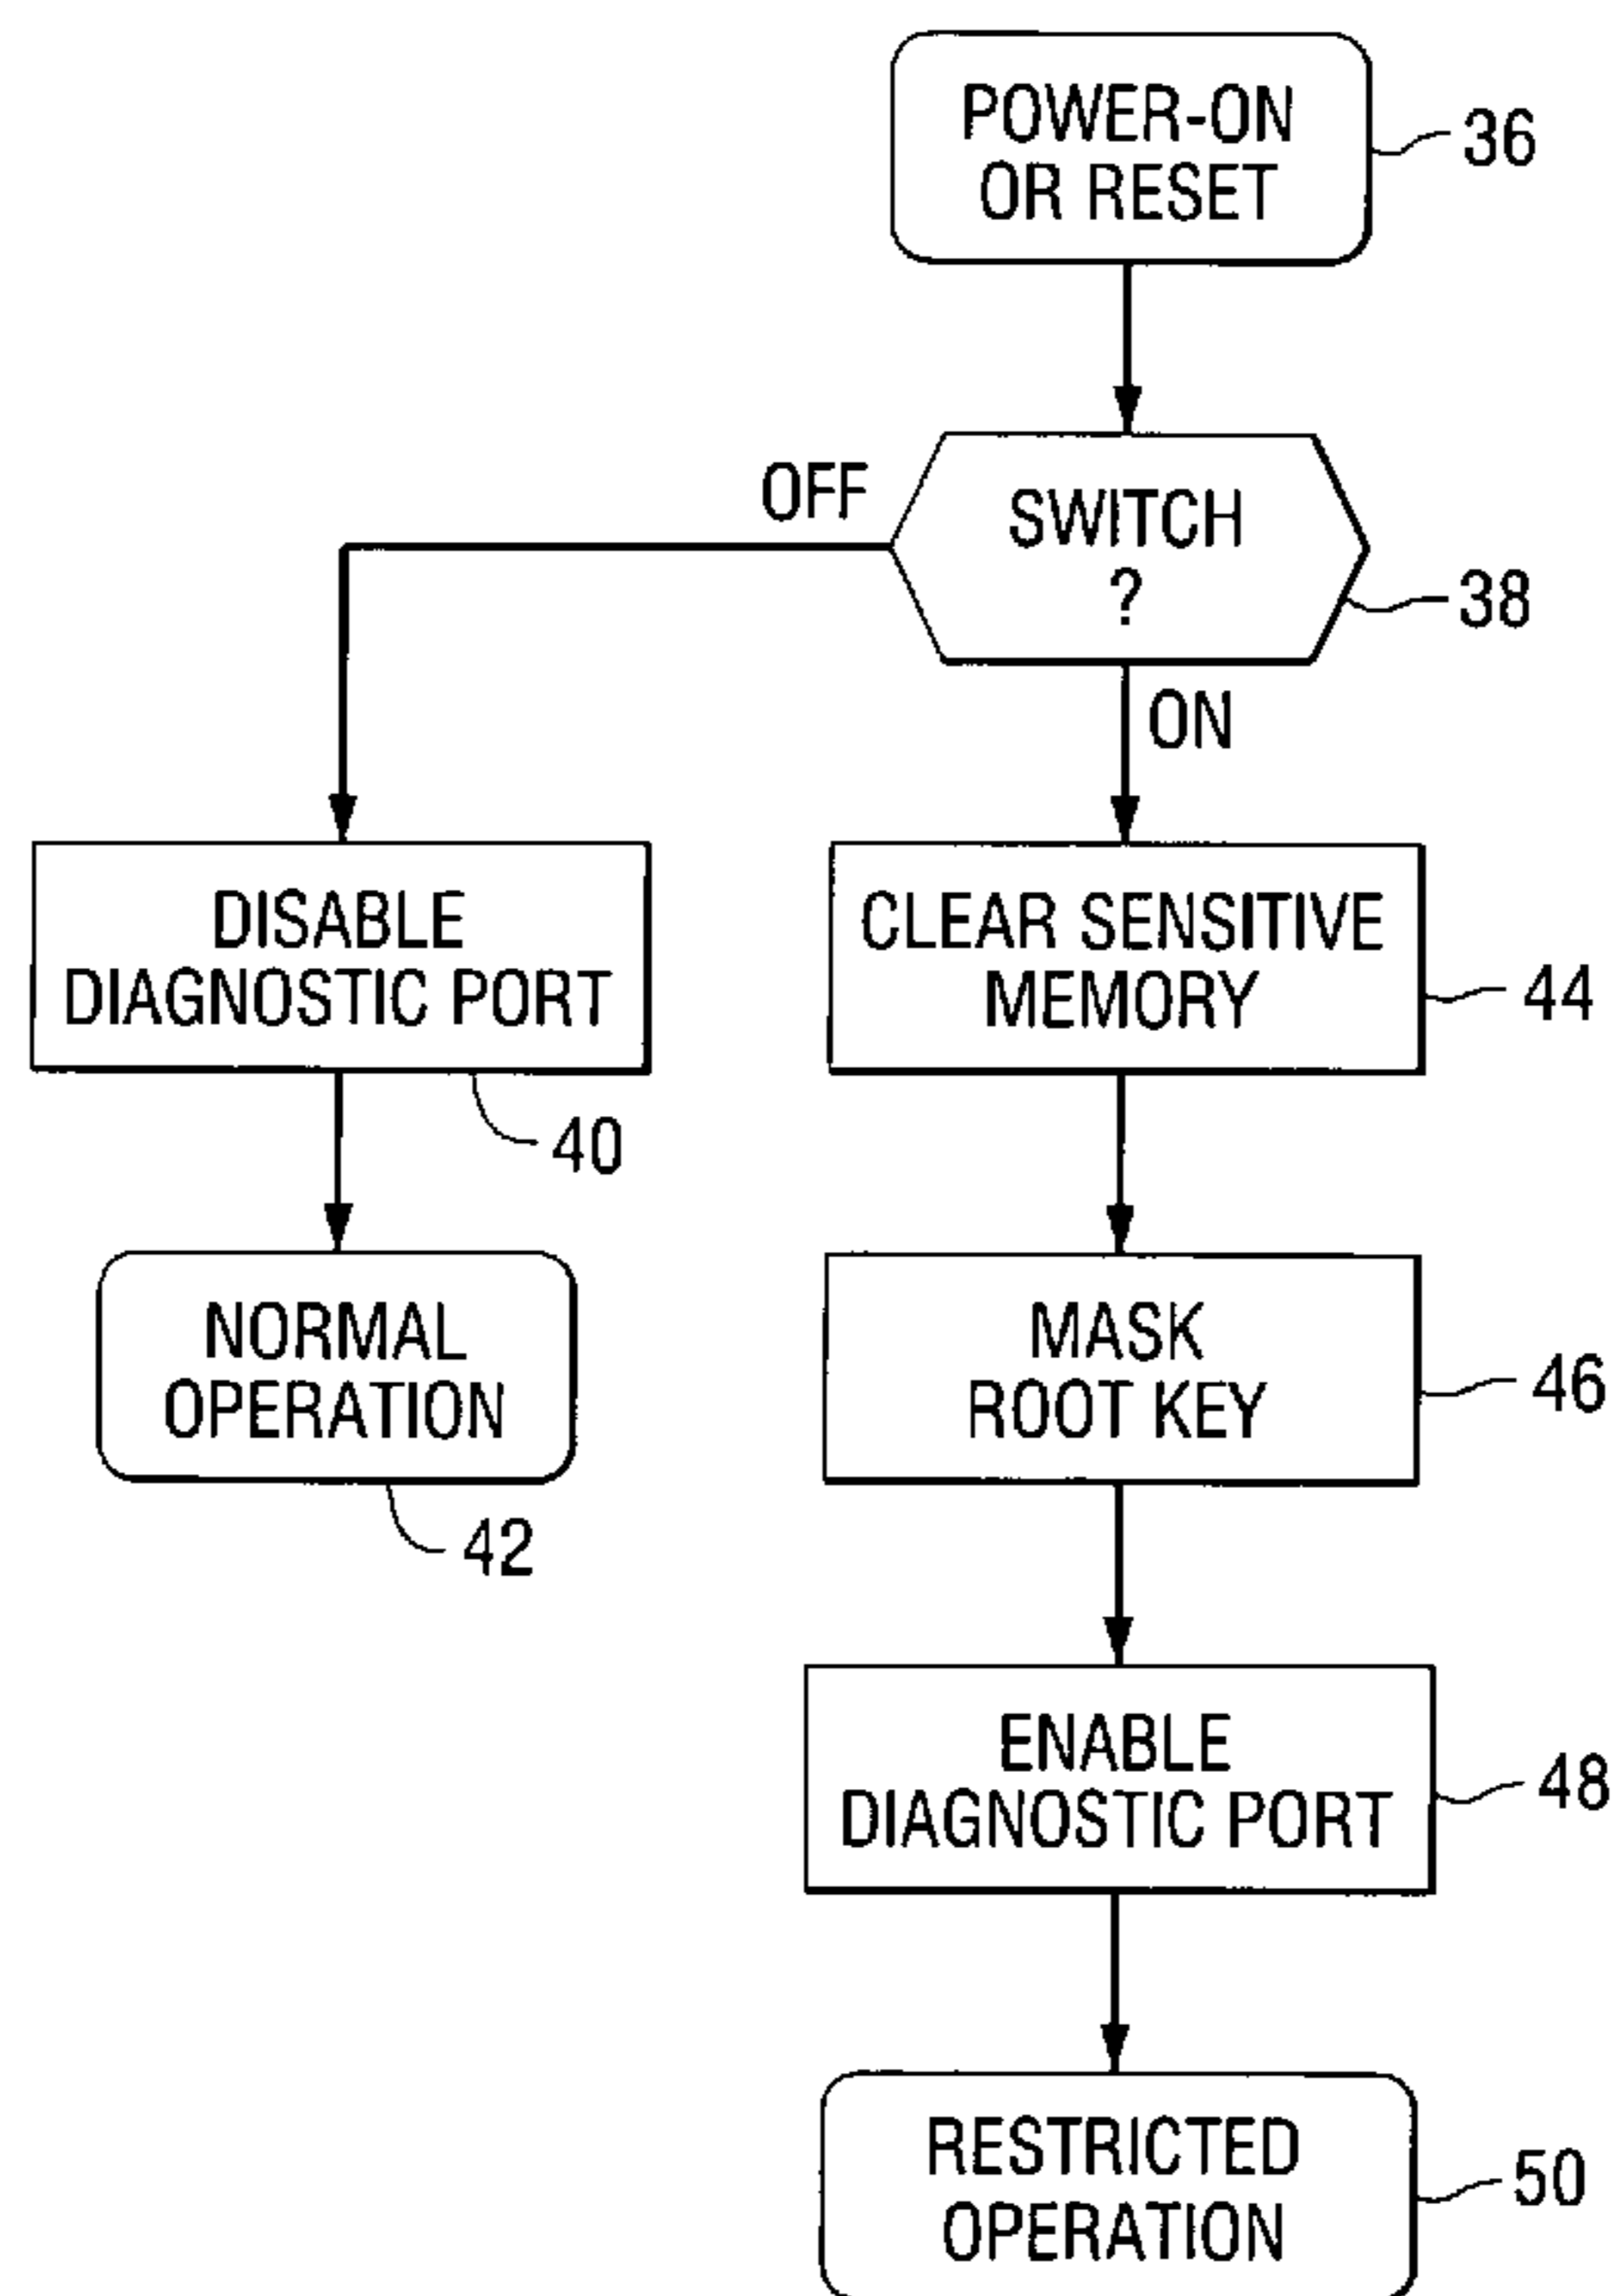 POWER-ON
OR RESET
36
OFF
SWITCH
?
38
ON
DISABLE
DIAGNOSTIC PORT
40
CLEAR SENSITIVE
MEMORY
44
NORMAL
OPERATION
42
MASK
ROOT KEY
46
ENABLE
DIAGNOSTIC PORT
48
RESTRICTED
OPERATION
50